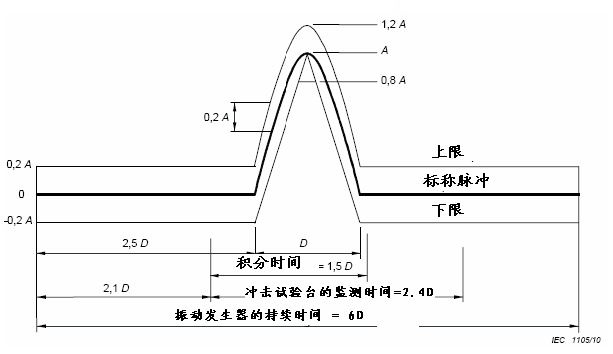 1,2 A
A
0,8 A
0,2 A
0,2 A
上限
标称脉冲
0
下限
-0,2 A
2,5 D
D
积分时间 = 1,5 D
2,1 D
冲击试验台的监测时间=2.4D
振动发生器的持续时间 = 6D
IEC 1105/10